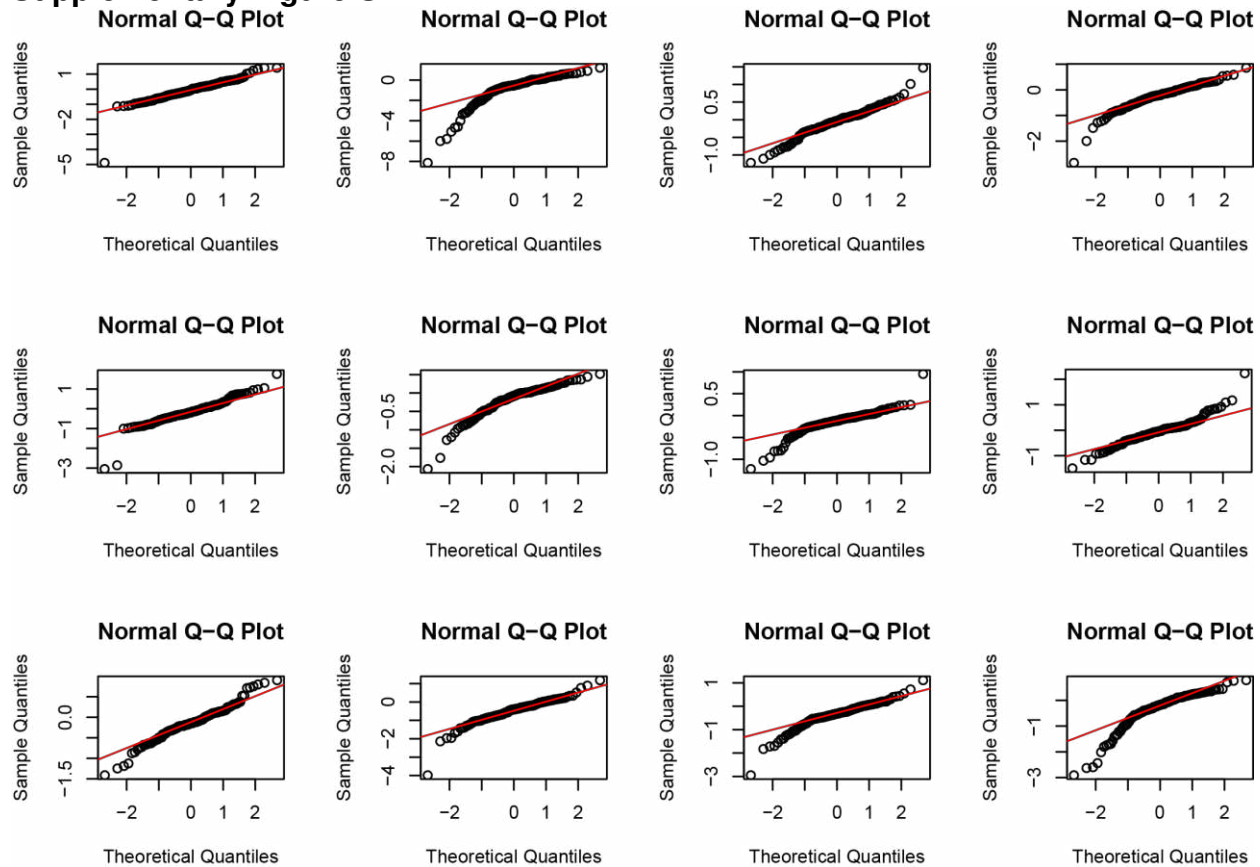 Supplementary Figure
Normal Q−Q Plot
Sample Quantiles
1
−2
−5
−2 0 1 2
Theoretical Quantiles
Normal Q−Q Plot
Sample Quantiles
0
−4
−8
−2 0 1 2
Theoretical Quantiles
Normal Q−Q Plot
Sample Quantiles
0.5
−1.0
−2 0 1 2
Theoretical Quantiles
Normal Q−Q Plot
Sample Quantiles
0
−2
−2 0 1 2
Theoretical Quantiles
Normal Q−Q Plot
Sample Quantiles
1
−1
−3
−2 0 1 2
Theoretical Quantiles
Normal Q−Q Plot
Sample Quantiles
−0.5
−2.0
−2 0 1 2
Theoretical Quantiles
Normal Q−Q Plot
Sample Quantiles
0.5
−1.0
−2 0 1 2
Theoretical Quantiles
Normal Q−Q Plot
Sample Quantiles
1
−1
−2 0 1 2
Theoretical Quantiles
Normal Q−Q Plot
Sample Quantiles
0.0
−1.5
−2 0 1 2
Theoretical Quantiles
Normal Q−Q Plot
Sample Quantiles
0
−2
−4
−2 0 1 2
Theoretical Quantiles
Normal Q−Q Plot
Sample Quantiles
1
−1
−3
−2 0 1 2
Theoretical Quantiles
Normal Q−Q Plot
Sample Quantiles
−1
−3
−2 0 1 2
Theoretical Quantiles